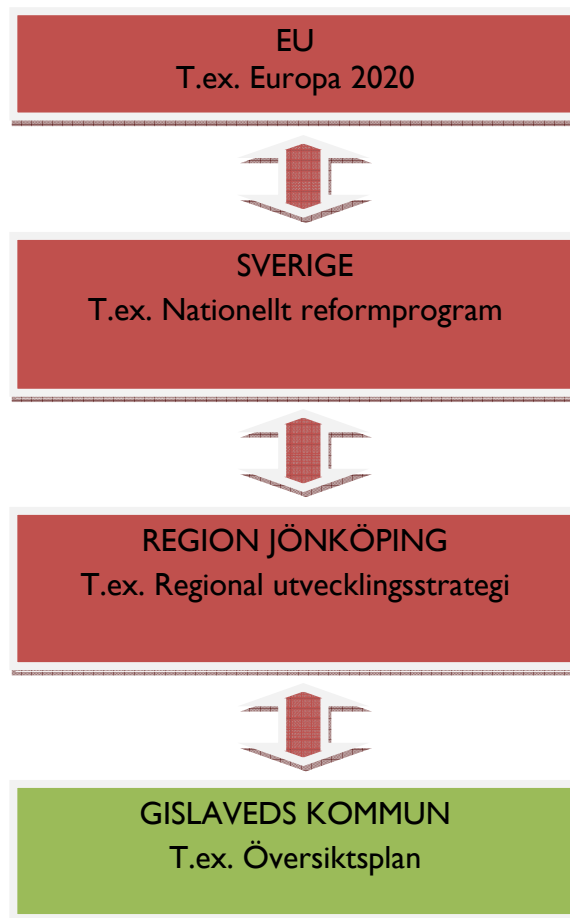 EU
T.ex. Europa 2020
SVERIGE
T.ex. Nationellt reformprogram
REGION JÖNKÖPING
T.ex. Regional utvecklingsstrategi
GISLAVEDS KOMMUN
T.ex. Översiktsplan